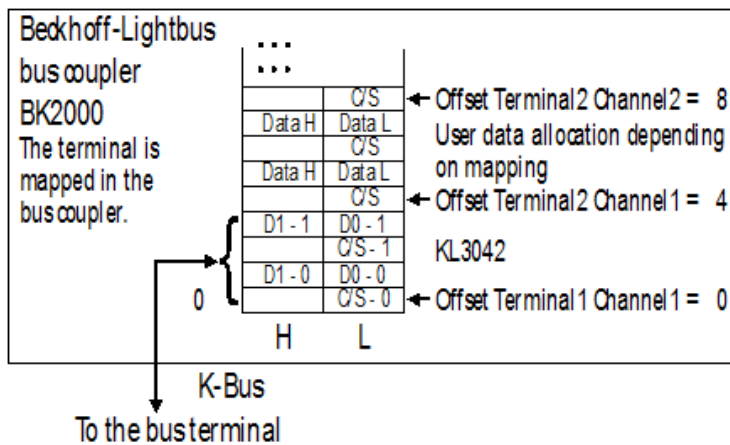 Beckhoff-Lightbus
bus coupler
BK2000
The terminal is
mapped in the
bus coupler.
...
...
C/S
Data H Data L
C/S
Data H Data L
C/S
D1 - 1 D0 - 1
C/S - 1
D1 - 0 D0 - 0
0 C/S - 0
H L
Offset Terminal 2 Channel 2 = 8
User data allocation depending
on mapping
Offset Terminal 2 Channel 1 = 4
KL3042
Offset Terminal 1 Channel 1 = 0
K-Bus
To the bus terminal